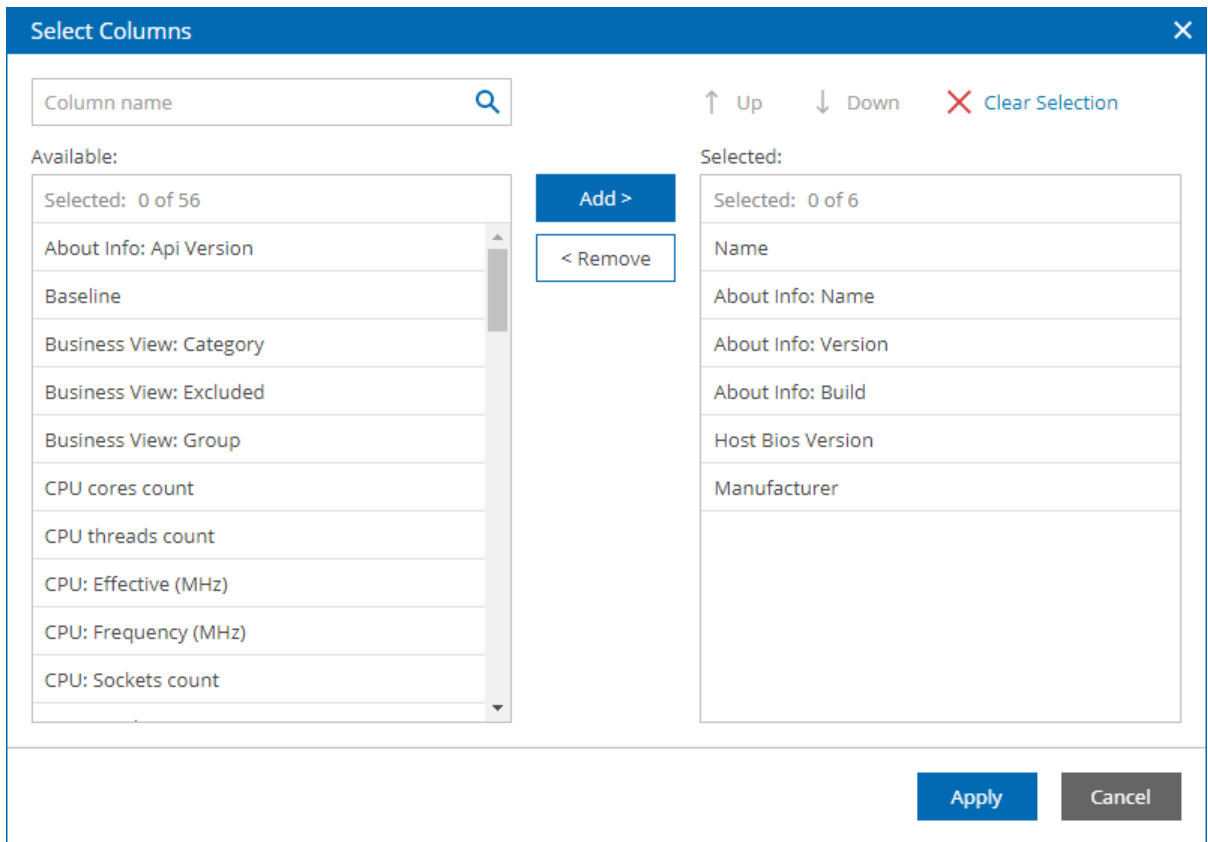 Select Columns
Column name
Up
Down
Clear Selection
Available:
Selected: 0 of 56
About Info: Api Version
Baseline
Business View: Category
Business View: Excluded
Business View: Group
CPU cores count
CPU threads count
CPU: Effective (MHz)
CPU: Frequency (MHz)
CPU: Sockets count
Add >
< Remove
Selected:
Selected: 0 of 6
Name
About Info: Name
About Info: Version
About Info: Build
Host Bios Version
Manufacturer
Apply
Cancel